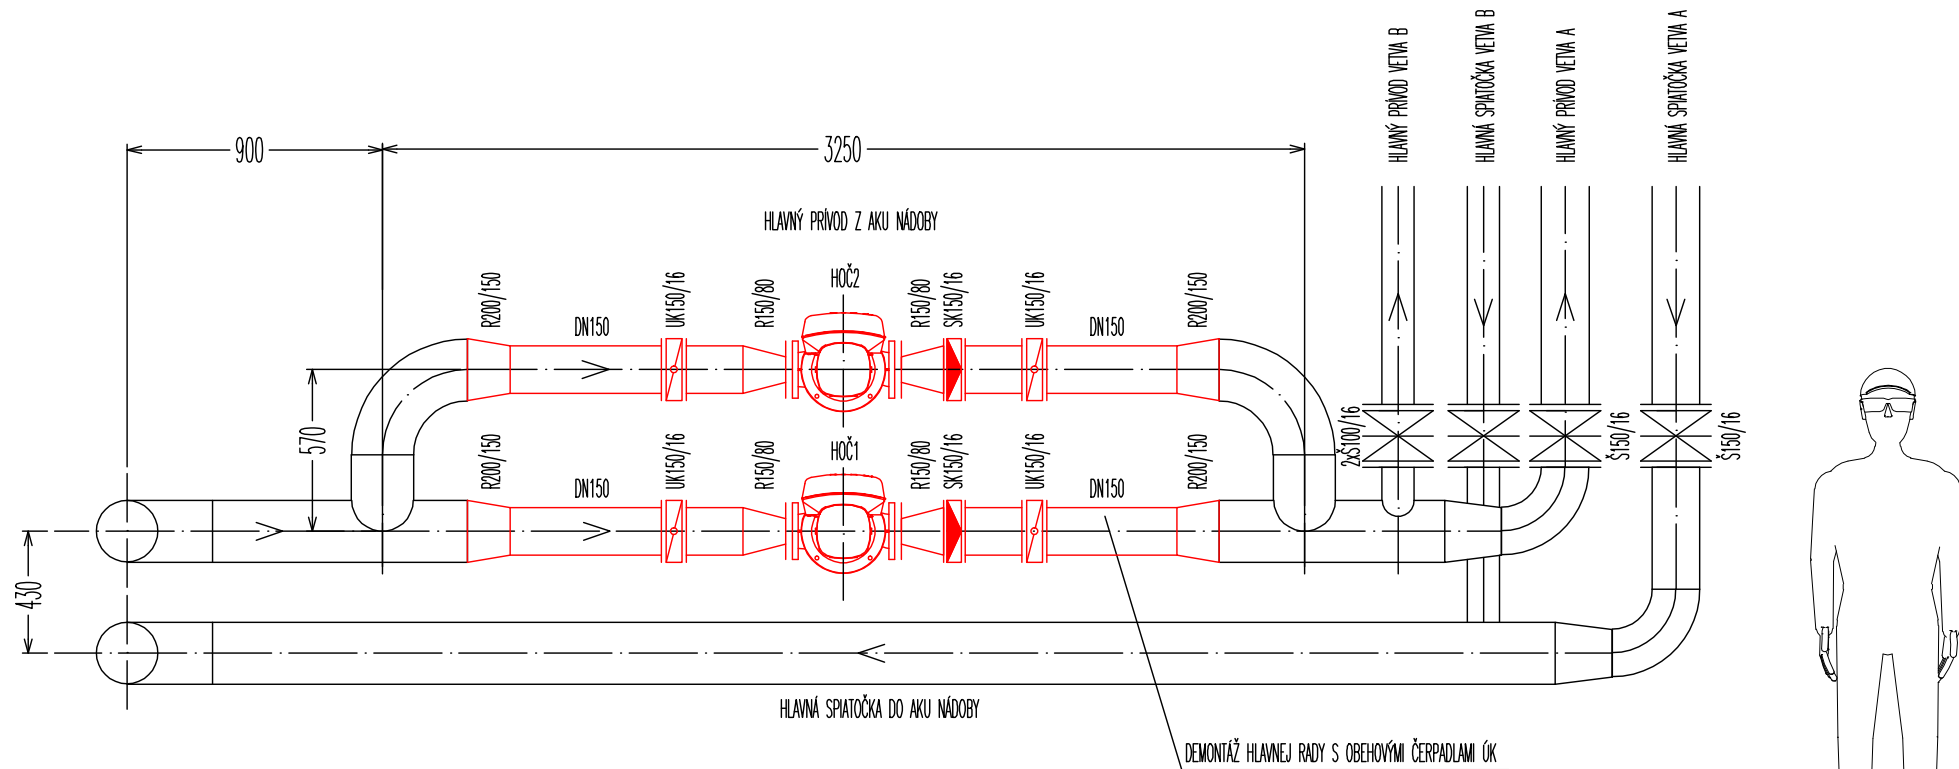 HLAVNÝ PRÍVOD VETVA B
HLAVNÁ SPIATOČKA VETVA B
HLAVNÝ PRÍVOD VETVA A
HLAVNÁ SPIATOČKA VETVA A
900
3250
HLAVNÝ PRÍVOD Z AKU NÁDOBY
R200/150
DN150
UK150/16
R150/80
HOČ2
R150/80
SK150/16
UK150/16
DN150
R200/150
570
2xŠ100/16
Š150/16
Š150/16
R200/150
DN150
UK150/16
R150/80
HOČ1
R150/80
SK150/16
UK150/16
DN150
R200/150
430
HLAVNÁ SPIATOČKA DO AKU NÁDOBY
DEMONTÁŽ HLAVNEJ RADY S OBEHOVÝMI ČERPADLAMI ÚK